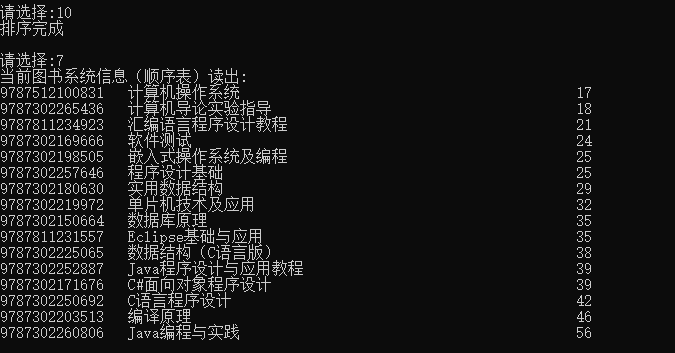 请选择:10
排序完成
请选择:7
当前图书系统信息（顺序表）读出:
9787512100831 计算机操作系统 17
9787302265436 计算机导论实验指导 18
9787811234923 汇编语言程序设计教程 21
9787302169666 软件测试 24
9787302198505 嵌入式操作系统及编程 25
9787302257646 程序设计基础 25
9787302180630 实用数据结构 29
9787302219972 单片机技术及应用 32
9787302150664 数据库原理 35
9787811231557 Eclipse基础与应用 35
9787302225065 数据结构（C语言版） 38
9787302252887 Java程序设计与应用教程 39
9787302171676 C#面向对象程序设计 39
9787302250692 C语言程序设计 42
9787302203513 编译原理 46
9787302260806 Java编程与实践 56